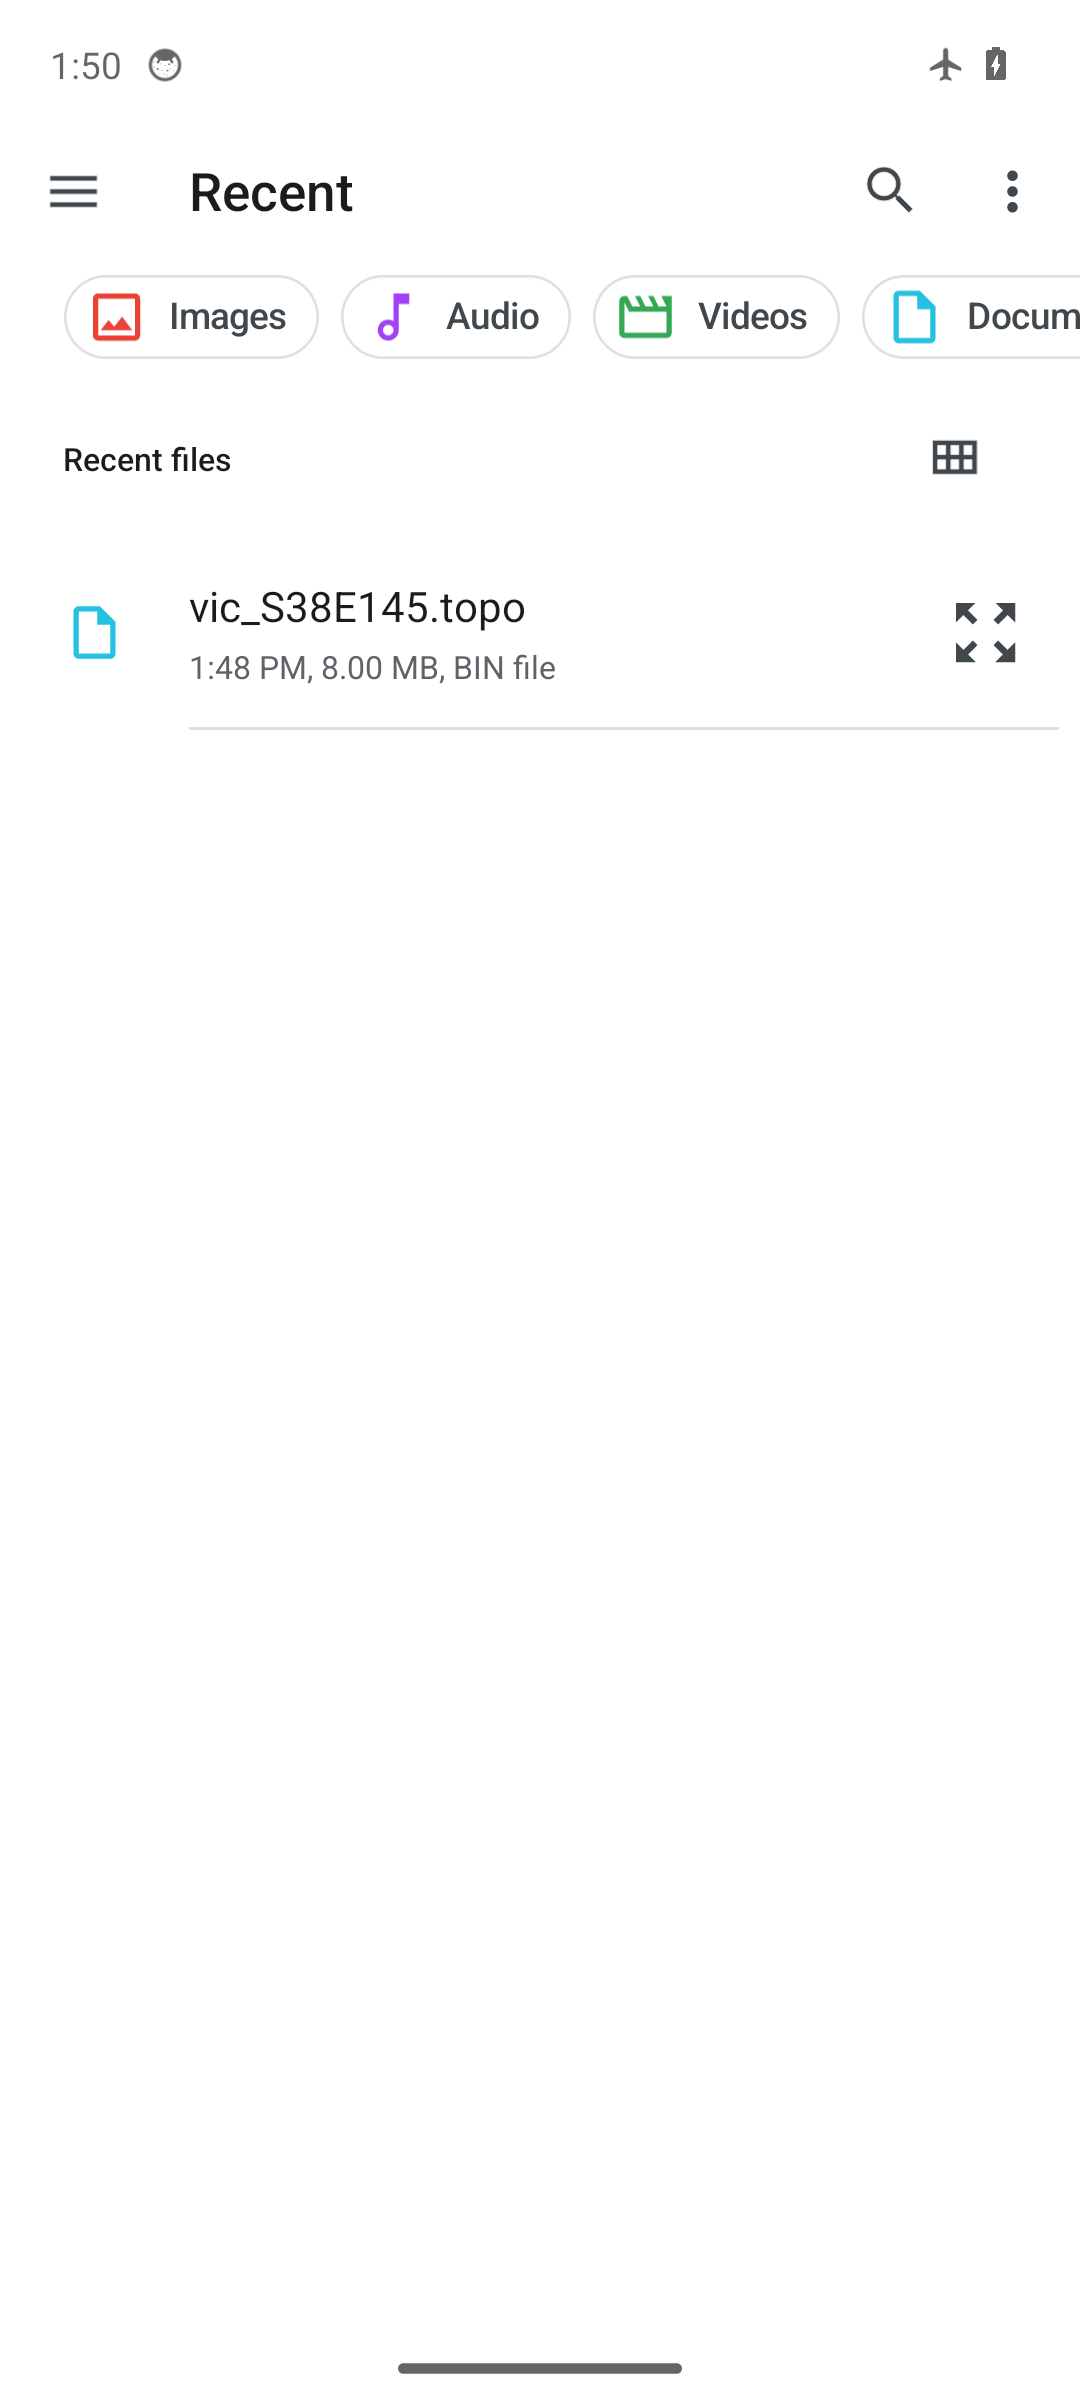 1:50
Recent
Images
Audio
Videos
Docum
Recent files
vic_S38E145.topo
1:48 PM, 8.00 MB, BIN file